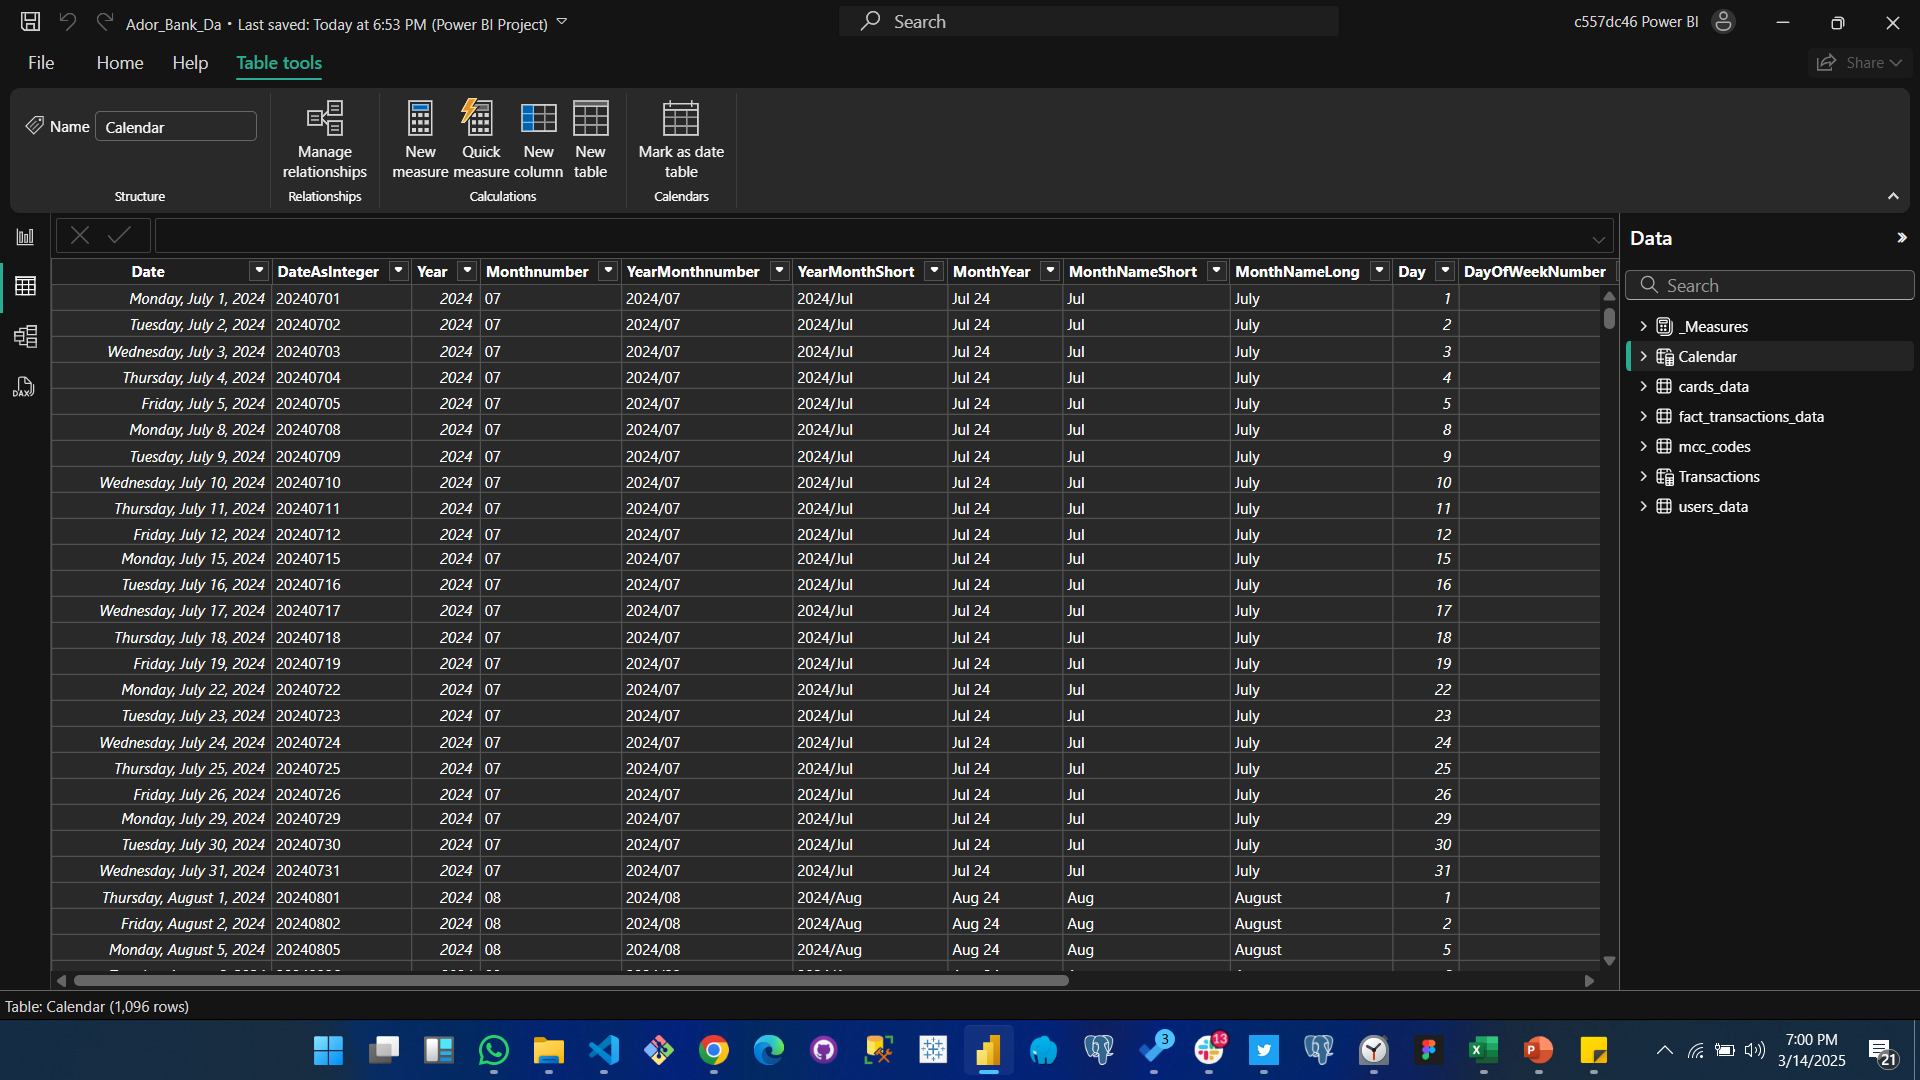 Ador_Bank_Da • Last saved: Today at 6:53 PM (Power BI Project)
Search
c557dc46 Power BI
File Home Help Table tools
Share
Name Calendar
Manage relationships
New measure
Quick measure
New column
New table
Mark as date table
Structure Relationships Calculations Calendars
Date DateAsInteger Year Monthnumber YearMonthnumber YearMonthShort MonthYear MonthNameShort MonthNameLong Day DayOfWeekNumber
Monday, July 1, 2024 20240701 2024 07 2024/07 2024/Jul Jul 24 Jul July 1
Tuesday, July 2, 2024 20240702 2024 07 2024/07 2024/Jul Jul 24 Jul July 2
Wednesday, July 3, 2024 20240703 2024 07 2024/07 2024/Jul Jul 24 Jul July 3
Thursday, July 4, 2024 20240704 2024 07 2024/07 2024/Jul Jul 24 Jul July 4
Friday, July 5, 2024 20240705 2024 07 2024/07 2024/Jul Jul 24 Jul July 5
Monday, July 8, 2024 20240708 2024 07 2024/07 2024/Jul Jul 24 Jul July 8
Tuesday, July 9, 2024 20240709 2024 07 2024/07 2024/Jul Jul 24 Jul July 9
Wednesday, July 10, 2024 20240710 2024 07 2024/07 2024/Jul Jul 24 Jul July 10
Thursday, July 11, 2024 20240711 2024 07 2024/07 2024/Jul Jul 24 Jul July 11
Friday, July 12, 2024 20240712 2024 07 2024/07 2024/Jul Jul 24 Jul July 12
Monday, July 15, 2024 20240715 2024 07 2024/07 2024/Jul Jul 24 Jul July 15
Tuesday, July 16, 2024 20240716 2024 07 2024/07 2024/Jul Jul 24 Jul July 16
Wednesday, July 17, 2024 20240717 2024 07 2024/07 2024/Jul Jul 24 Jul July 17
Thursday, July 18, 2024 20240718 2024 07 2024/07 2024/Jul Jul 24 Jul July 18
Friday, July 19, 2024 20240719 2024 07 2024/07 2024/Jul Jul 24 Jul July 19
Monday, July 22, 2024 20240722 2024 07 2024/07 2024/Jul Jul 24 Jul July 22
Tuesday, July 23, 2024 20240723 2024 07 2024/07 2024/Jul Jul 24 Jul July 23
Wednesday, July 24, 2024 20240724 2024 07 2024/07 2024/Jul Jul 24 Jul July 24
Thursday, July 25, 2024 20240725 2024 07 2024/07 2024/Jul Jul 24 Jul July 25
Friday, July 26, 2024 20240726 2024 07 2024/07 2024/Jul Jul 24 Jul July 26
Monday, July 29, 2024 20240729 2024 07 2024/07 2024/Jul Jul 24 Jul July 29
Tuesday, July 30, 2024 20240730 2024 07 2024/07 2024/Jul Jul 24 Jul July 30
Wednesday, July 31, 2024 20240731 2024 07 2024/07 2024/Jul Jul 24 Jul July 31
Thursday, August 1, 2024 20240801 2024 08 2024/08 2024/Aug Aug 24 Aug August 1
Friday, August 2, 2024 20240802 2024 08 2024/08 2024/Aug Aug 24 Aug August 2
Monday, August 5, 2024 20240805 2024 08 2024/08 2024/Aug Aug 24 Aug August 5
DAX
Data
Search
_Measures
Calendar
cards_data
fact_transactions_data
mcc_codes
Transactions
users_data
Table: Calendar (1,096 rows)
3
13
7:00 PM
3/14/2025
21